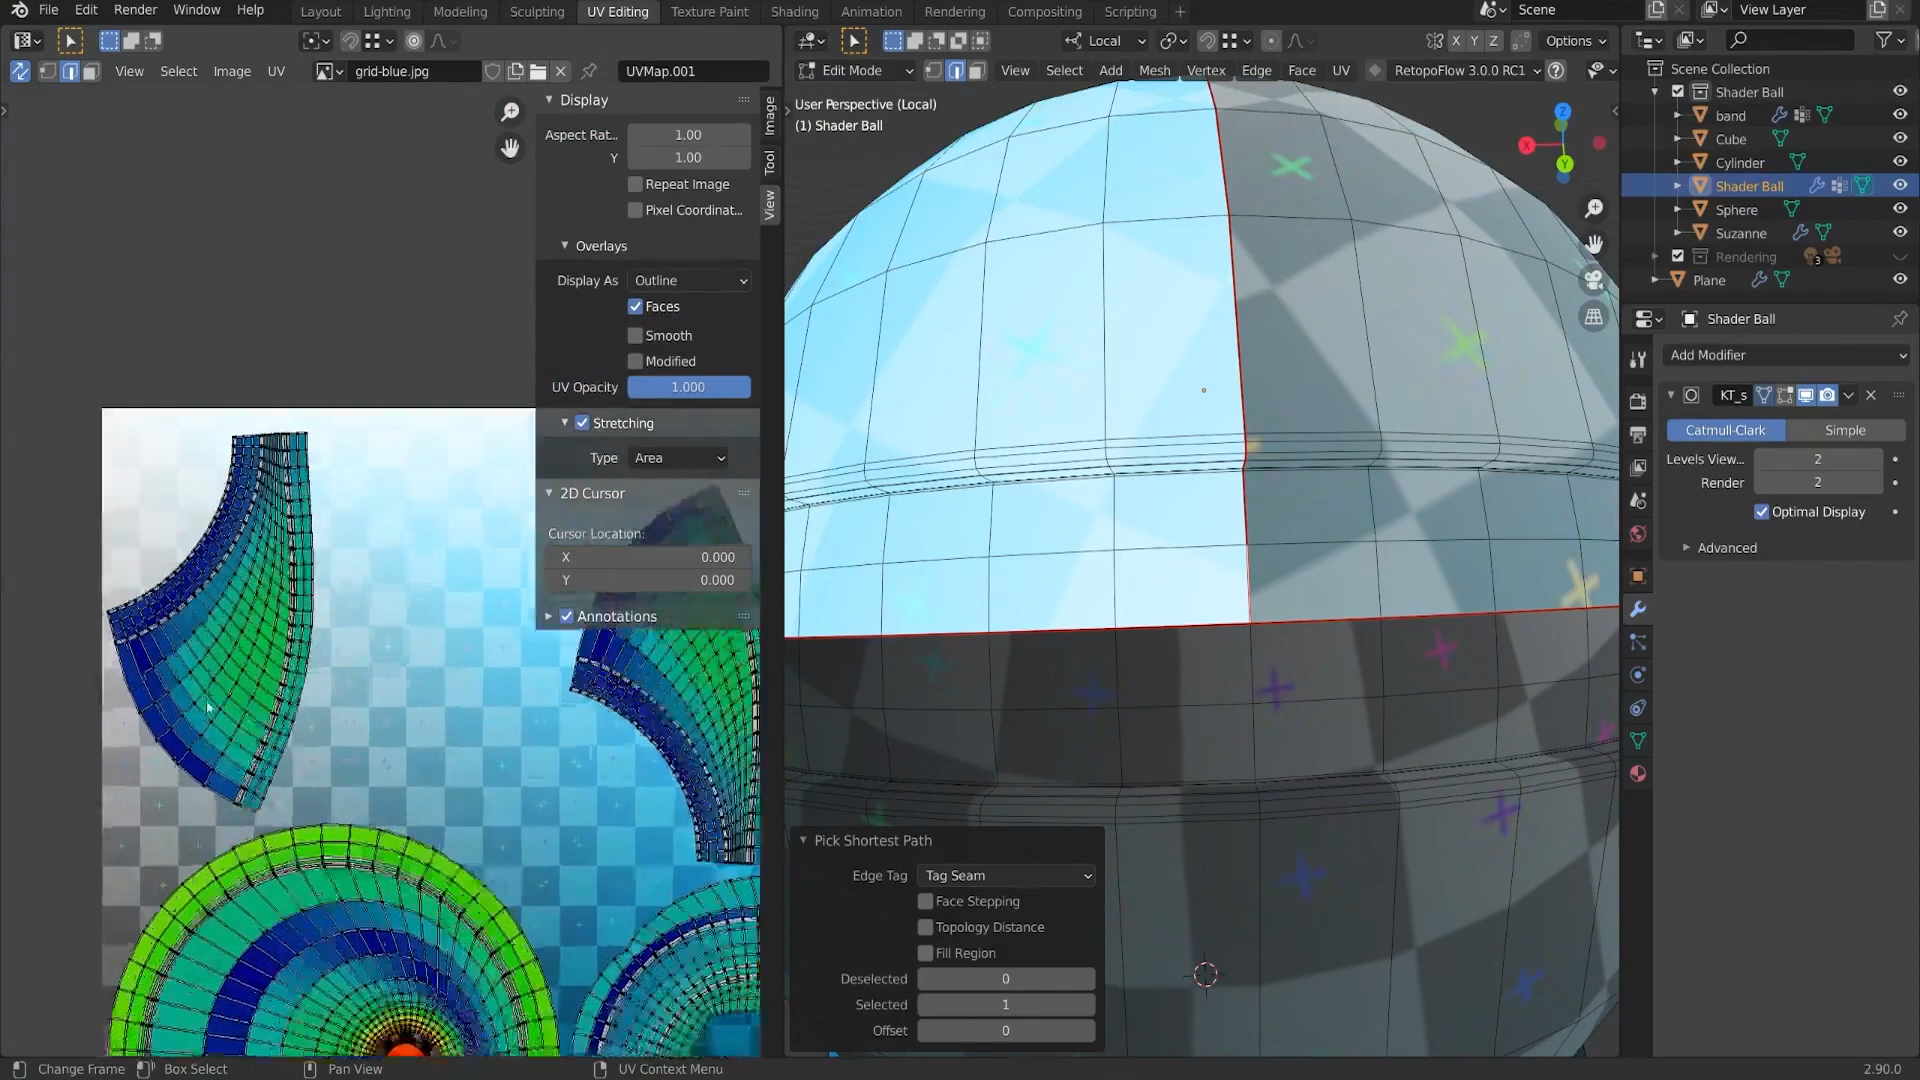 File Edit Render Window Help Layout Lighting Modeling Sculpting UV Editing Texture Paint Shading Animation Rendering Compositing Scripting + Scene View Layer
Local X Y Z Options
View Select Image UV grid-blue.jpg UVMap.001 Edit Mode View Select Add Mesh Vertex Edge Face UV RetopoFlow 3.0.0 RC1 ?
Display
Aspect Rat... 1.00
Y 1.00
Repeat Image
Pixel Coordinat...
Overlays
Display As Outline
Faces
Smooth
Modified
UV Opacity 1.000
Stretching
Type Area
2D Cursor
Cursor Location:
X 0.000
Y 0.000
Annotations
Image
Tool
View
User Perspective (Local)
(1) Shader Ball
Z
X
Y
Pick Shortest Path
Edge Tag Tag Seam
Face Stepping
Topology Distance
Fill Region
Deselected 0
Selected 1
Offset 0
Scene Collection
Shader Ball
band
Cube
Cylinder
Shader Ball
Sphere
Suzanne
Rendering 3
Plane
Shader Ball
Add Modifier
KT_s
Catmull-Clark Simple
Levels View... 2
Render 2
Optimal Display
Advanced
Change Frame Box Select Pan View UV Context Menu 2.90.0